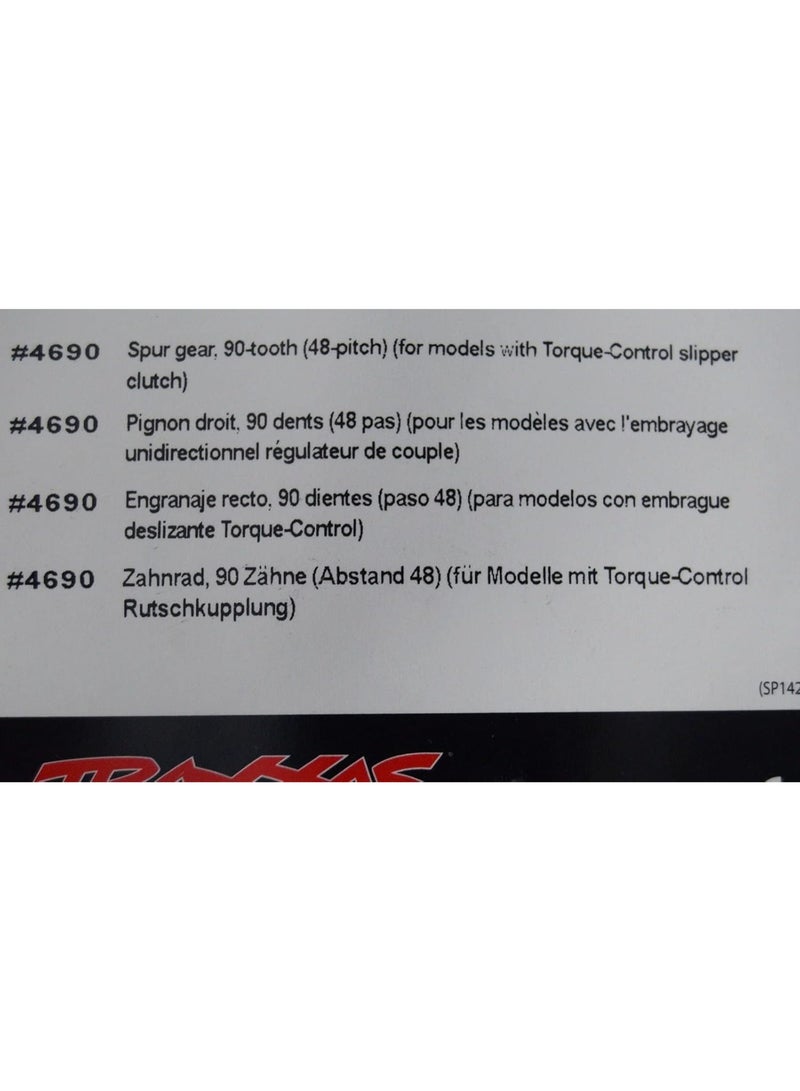 #4690 Spur gear, 90-tooth (48-pitch) (for models with Torque-Control slipper
clutch)
#4690 Pignon droit, 90 dents (48 pas) (pour les modèles avec l'embrayage
unidirectionnel régulateur de couple)
#4690 Engranaje recto, 90 dientes (paso 48) (para modelos con embrague
deslizante Torque-Control)
#4690 Zahnrad, 90 Zähne (Abstand 48) (für Modelle mit Torque-Control
Rutschkupplung)
(SP142
TRAXXAS